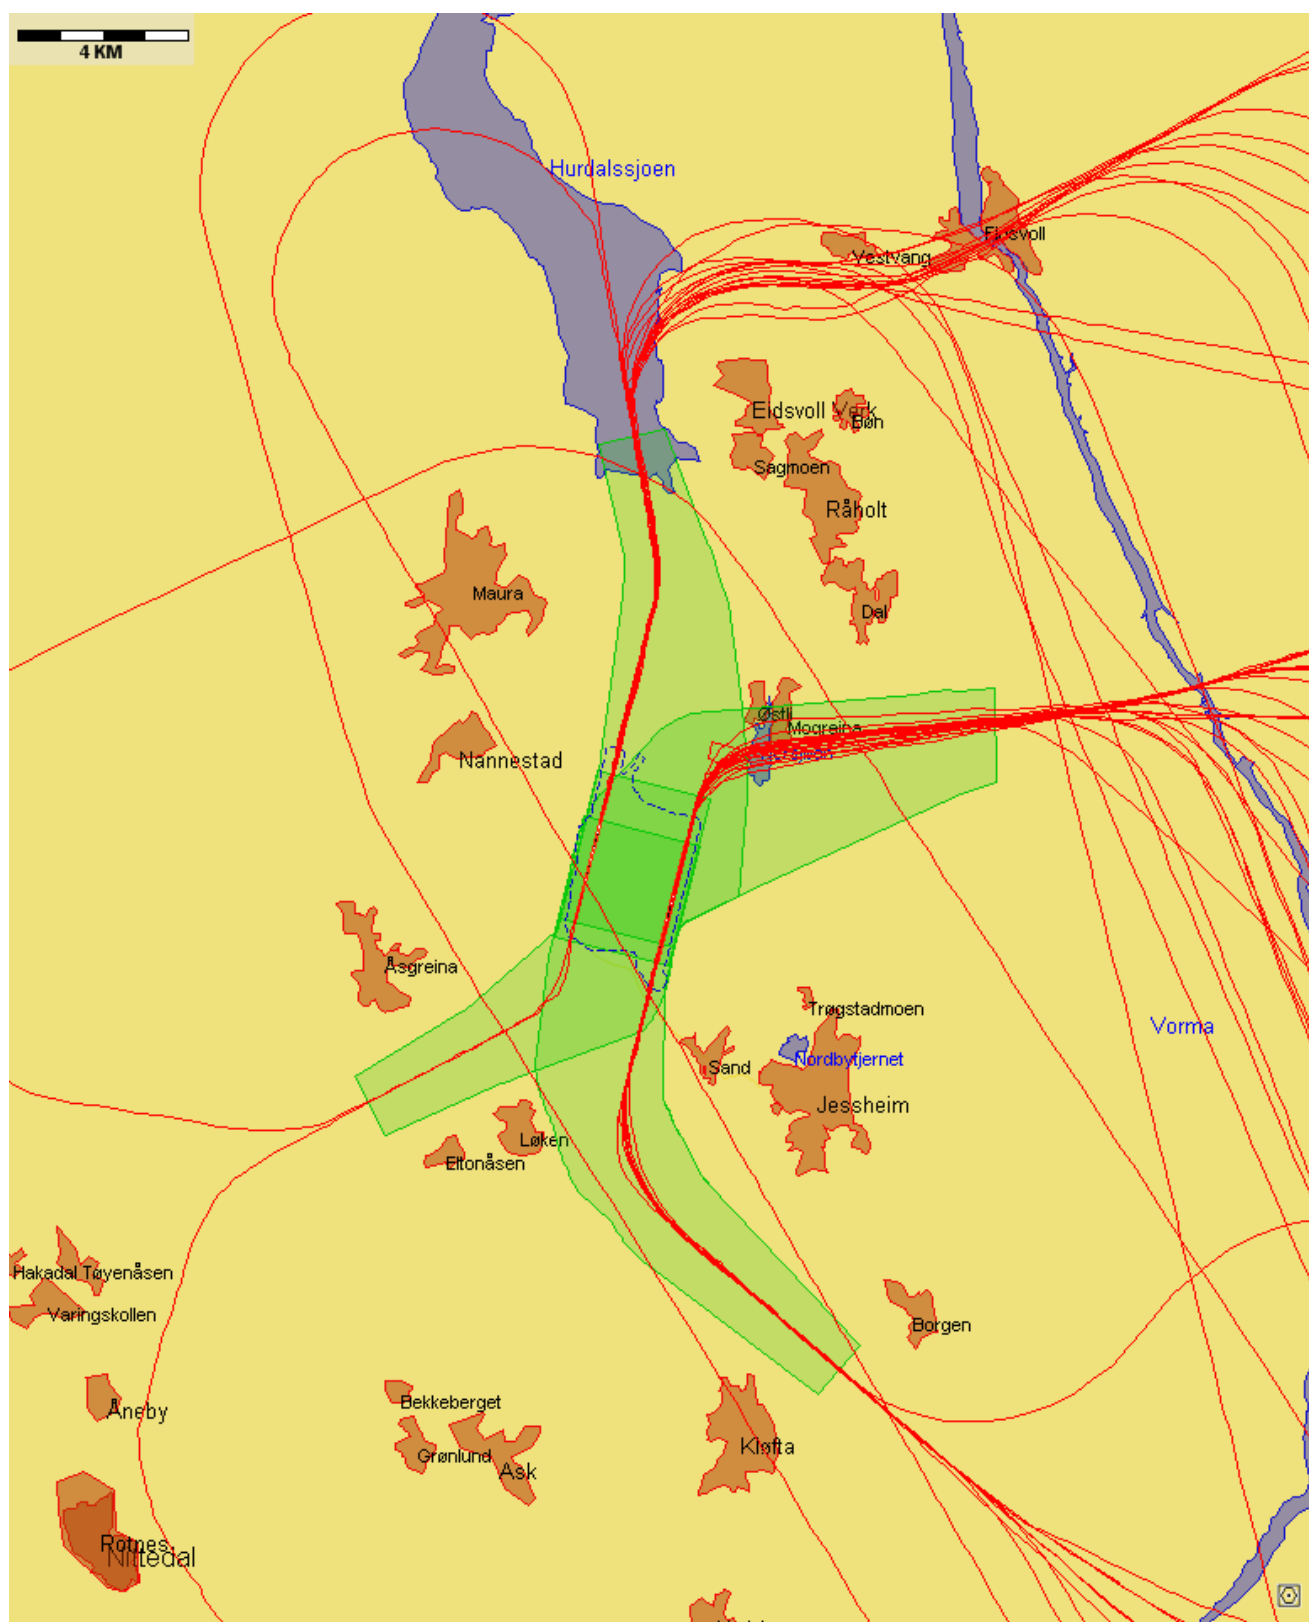 4 KM
Hurdalssjoen
Vestvang
Eidsvoll Verk
Bøn
Sagmoen
Råholt
Maura
Dal
Østli
Mogreina
Nannestad
Åsgreina
Trøgstadmoen
Vorma
Nordbytjernet
Sand
Jessheim
Løken
Eltonåsen
Hakadal Tøyenåsen
Varingskollen
Borgen
Bekkeberget
Åneby
Kløfta
Grønlund
Ask
Rotnes
Nittedal